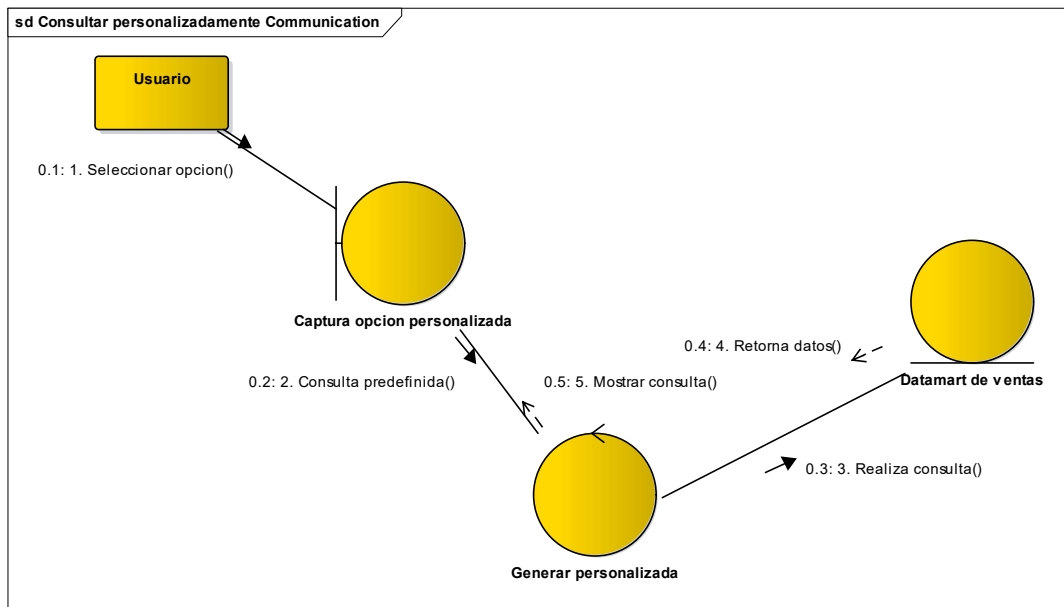 sd Consultar personalizadamente Communication
Usuario
0.1: 1. Seleccionar opcion()
Captura opcion personalizada
0.4: 4. Retorna datos()
Datamart de ventas
0.2: 2. Consulta predefinida()
0.5: 5. Mostrar consulta()
0.3: 3. Realiza consulta()
Generar personalizada